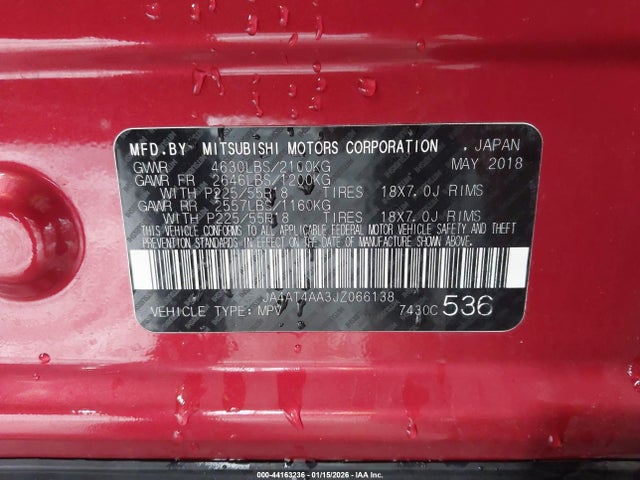 MFD.BY MITSUBISHI MOTORS CORPORATION . JAPAN
GVWR 4630LBS/2100KG MAY 2018
GAWR FR 2646LBS/1200KG
WITH P225/55R18 TIRES 18X7.0J RIMS
GAWR RR 2557LBS/1160KG
WITH P225/55R18 TIRES 18X7.0J RIMS
THIS VEHICLE CONFORMS TO ALL APPLICABLE FEDERAL MOTOR VEHICLE SAFETY AND THEFT
PREVENTION STANDARDS IN EFFECT ON THE DATE OF MANUFACTURE SHOWN ABOVE.
JA4AT4AA3JZ066138
VEHICLE TYPE: MPV 7430C 536
000-44163236 - 01/15/2026 - © IAAHC.COM